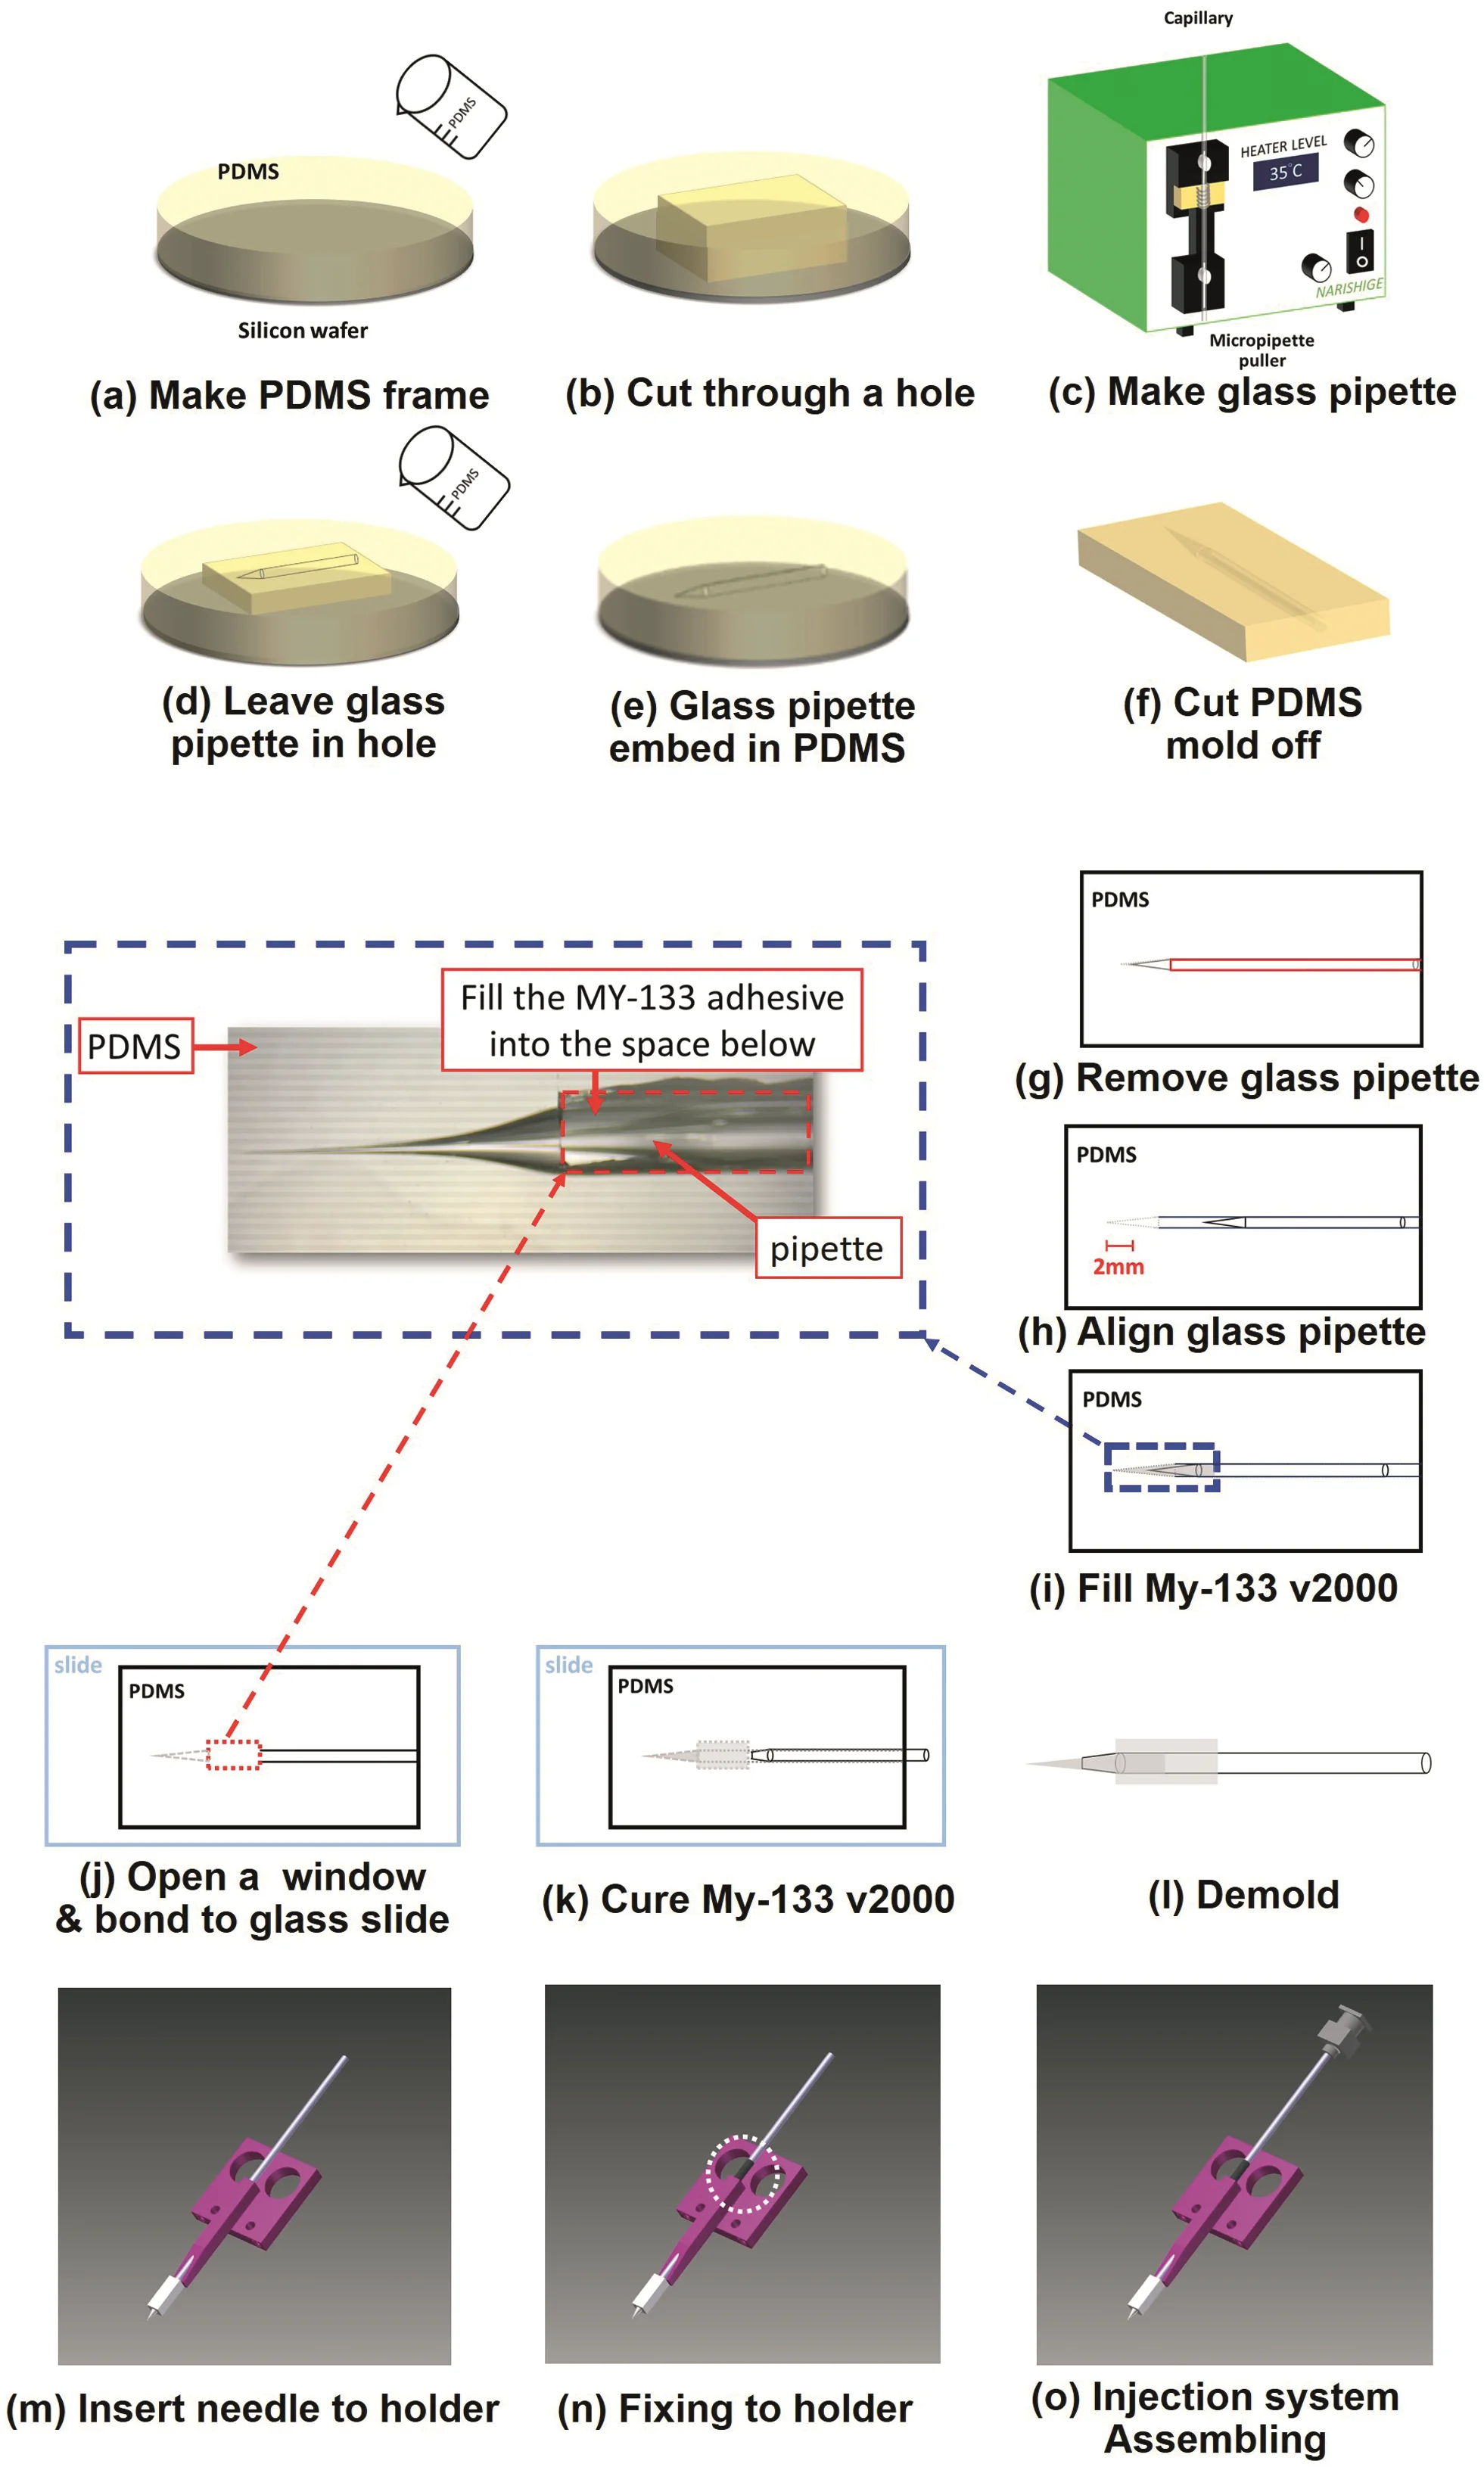 Capillary
PDMS
PDMS
Silicon wafer
HEATER LEVEL
35°C
NARISHIGE
Micropipette
puller
(a) Make PDMS frame
(b) Cut through a hole
(c) Make glass pipette
PDMS
(d) Leave glass
pipette in hole
(e) Glass pipette
embed in PDMS
(f) Cut PDMS
mold off
PDMS
(g) Remove glass pipette
PDMS
Fill the MY-133 adhesive
into the space below
pipette
PDMS
2mm
(h) Align glass pipette
PDMS
(i) Fill My-133 v2000
slide
PDMS
(j) Open a window
& bond to glass slide
slide
PDMS
(k) Cure My-133 v2000
(l) Demold
(m) Insert needle to holder
(n) Fixing to holder
(o) Injection system
Assembling